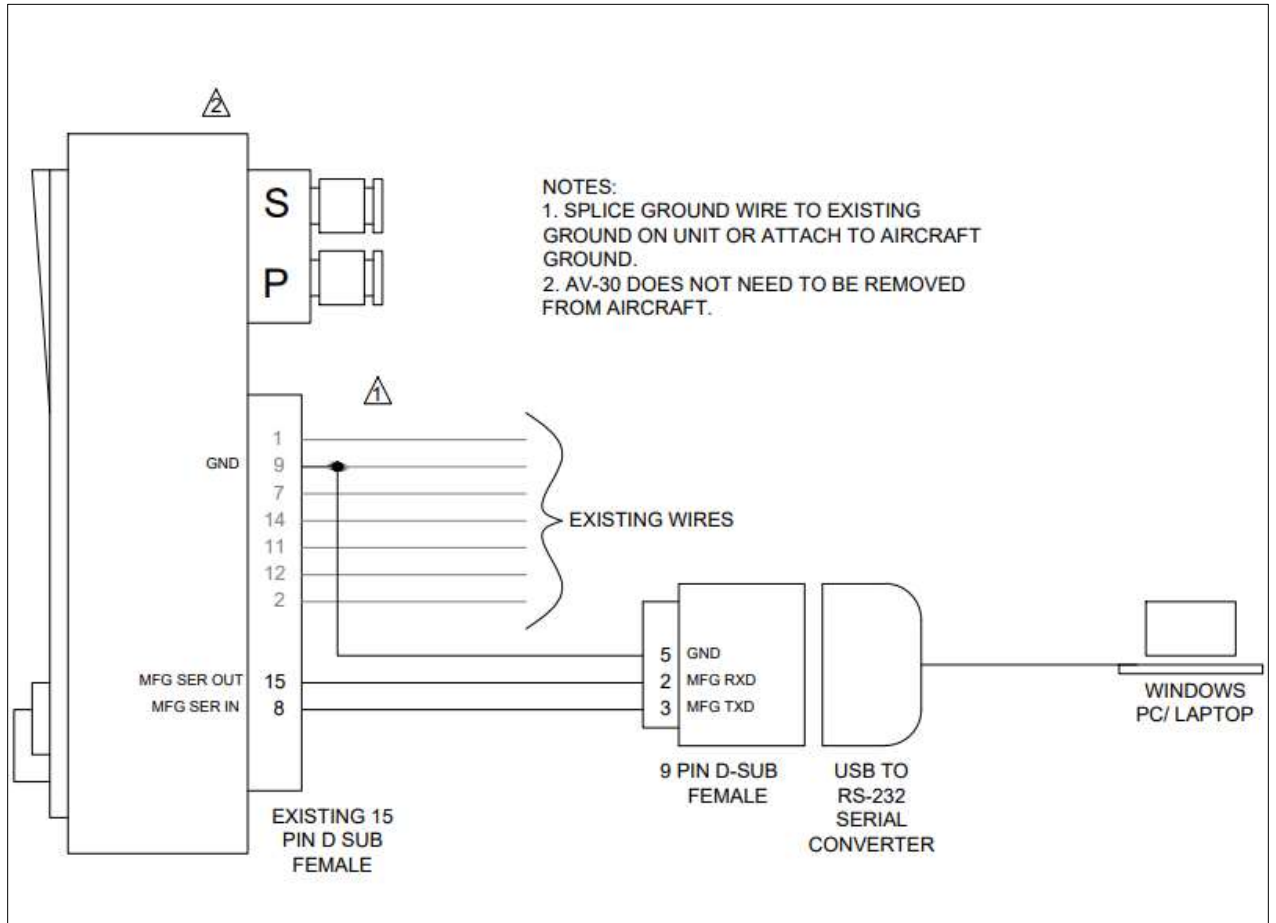 2
S
P
NOTES:
1. SPLICE GROUND WIRE TO EXISTING
GROUND ON UNIT OR ATTACH TO AIRCRAFT
GROUND.
2. AV-30 DOES NOT NEED TO BE REMOVED
FROM AIRCRAFT.
1
1
GND 9
7
14
11
12
2
EXISTING WIRES
MFG SER OUT 15
MFG SER IN 8
5 GND
2 MFG RXD
3 MFG TXD
EXISTING 15
PIN D SUB
FEMALE
9 PIN D-SUB
FEMALE
USB TO
RS-232
SERIAL
CONVERTER
WINDOWS
PC/ LAPTOP